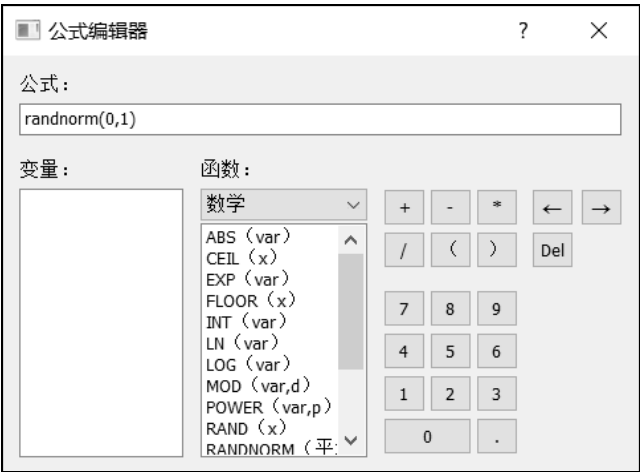 公式编辑器
?
公式：
randnorm(0,1)
变量：
函数：
数学
ABS（var）
CEIL（x）
EXP（var）
FLOOR（x）
INT（var）
LN（var）
LOG（var）
MOD（var,d）
POWER（var,p）
RAND（x）
RANDNORM（平
+ - * ← →
/ （ ） Del
7 8 9
4 5 6
1 2 3
0 .